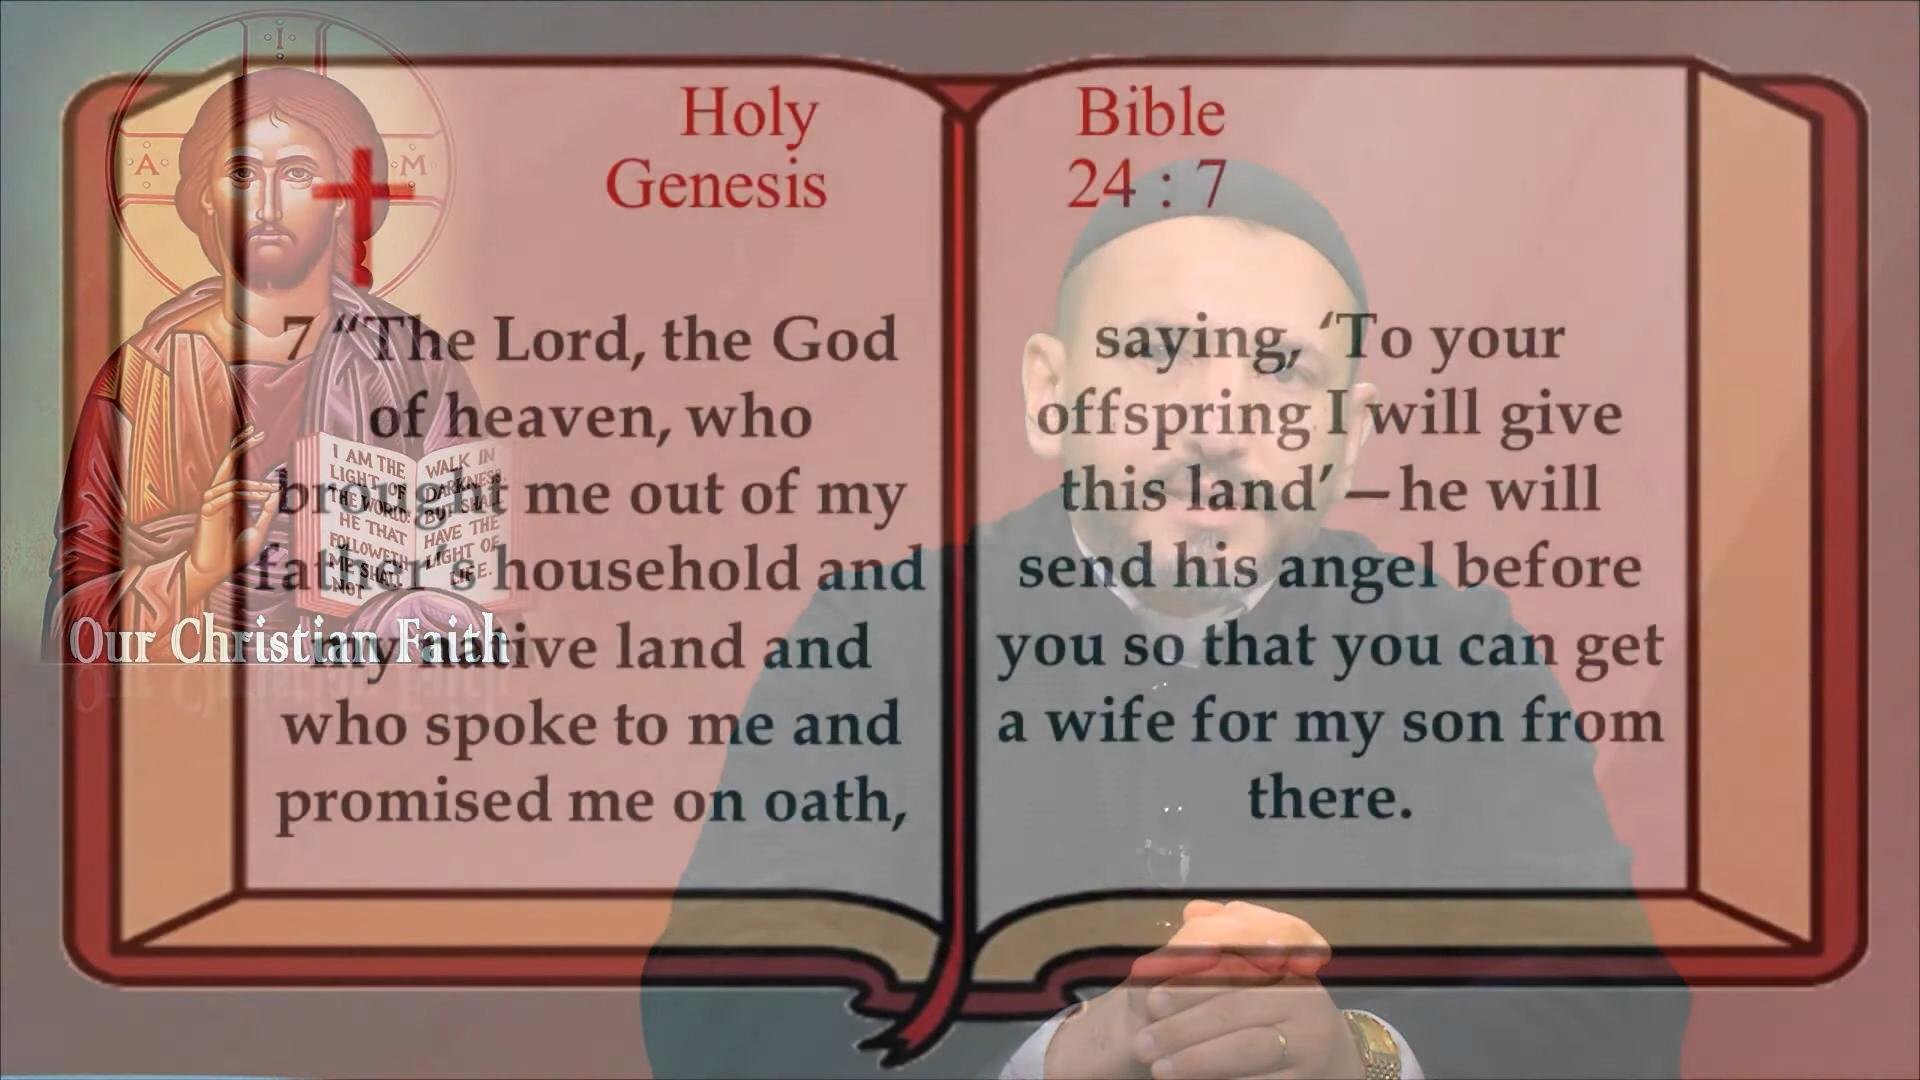 Holy Bible
Genesis 24 : 7
7 “The Lord, the God
of heaven, who
brought me out of my
father’s household and
my native land and
who spoke to me and
promised me on oath,
saying, ‘To your
offspring I will give
this land’—he will
send his angel before
you so that you can get
a wife for my son from
there.
I
A M
I AM THE
LIGHT OF
THE WORLD:
HE THAT
FOLLOWETH
ME SHALL
NOT
WALK IN
DARKNESS,
BUT SHALL
HAVE THE
LIGHT OF
LIFE.
Our Christian Faith